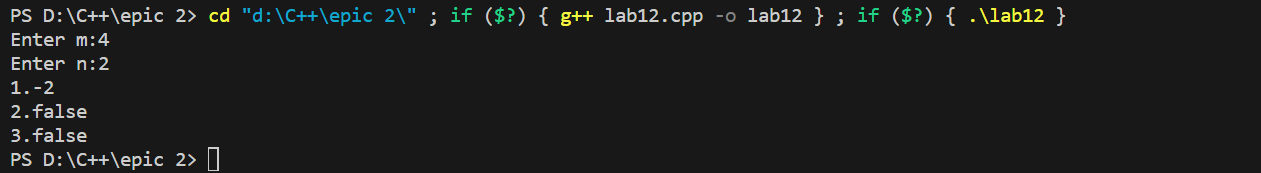 PS D:\C++\epic 2> cd "d:\C++\epic 2\" ; if ($?) { g++ lab12.cpp -o lab12 } ; if ($?) { .\lab12 }
Enter m:4
Enter n:2
1.-2
2.false
3.false
PS D:\C++\epic 2>